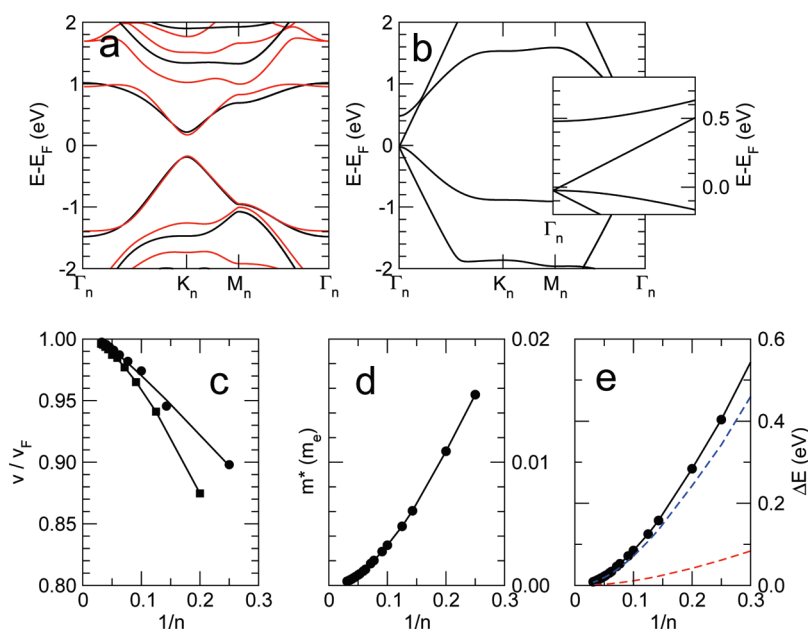 a
E-E_F (eV)
2
1
0
-1
-2
Γ_n
K_n
M_n
Γ_n
b
E-E_F (eV)
2
1
0
-1
-2
Γ_n
K_n
M_n
Γ_n
0.5
0.0
E-E_F (eV)
Γ_n
c
v / v_F
1.00
0.95
0.90
0.85
0.80
0
0.1
0.2
0.3
1/n
d
m* (m_e)
0.02
0.01
0.00
0
0.1
0.2
0.3
1/n
e
0.6
0.4
0.2
0.0
ΔE (eV)
0
0.1
0.2
0.3
1/n